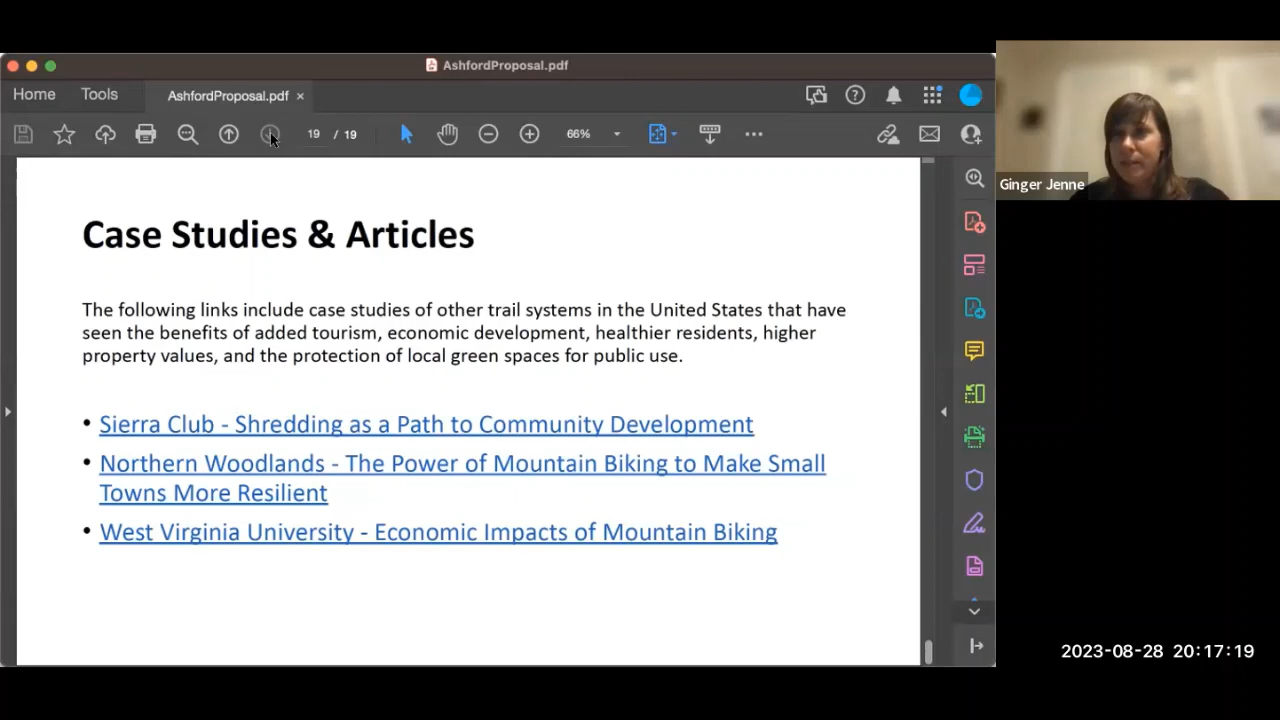 AshfordProposal.pdf
Home
Tools
AshfordProposal.pdf ×
19 / 19
66%
Ginger Jenne
Case Studies & Articles
The following links include case studies of other trail systems in the United States that have
seen the benefits of added tourism, economic development, healthier residents, higher
property values, and the protection of local green spaces for public use.
• Sierra Club - Shredding as a Path to Community Development
• Northern Woodlands - The Power of Mountain Biking to Make Small
Towns More Resilient
• West Virginia University - Economic Impacts of Mountain Biking
2023-08-28 20:17:19